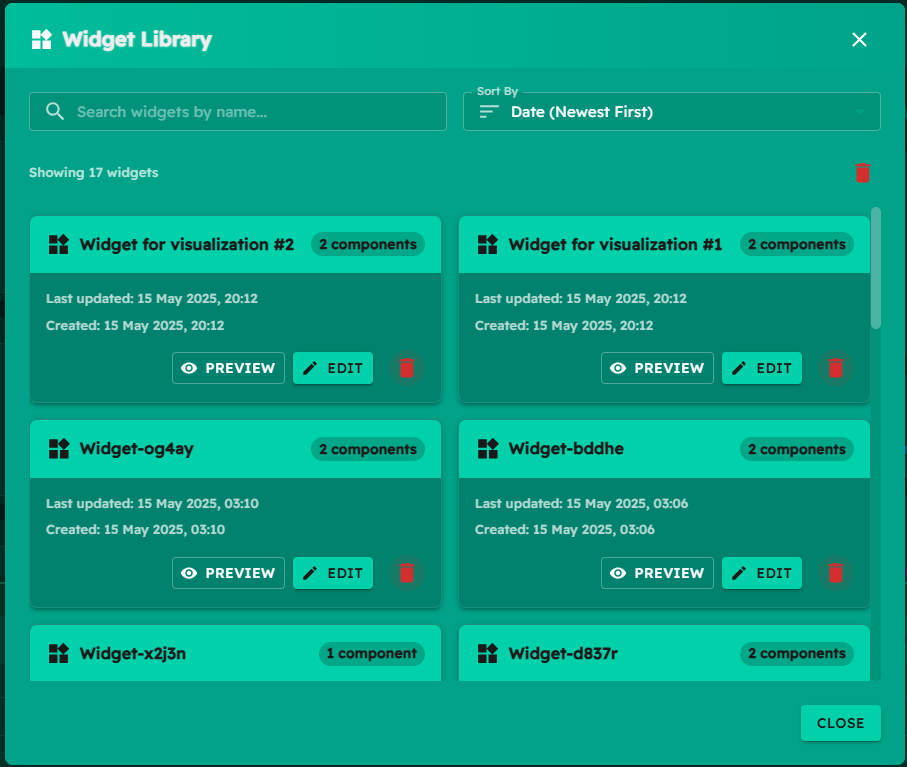 Widget Library
Search widgets by name...
Sort By
Date (Newest First)
Showing 17 widgets
Widget for visualization #2
2 components
Last updated: 15 May 2025, 20:12
Created: 15 May 2025, 20:12
PREVIEW
EDIT
Widget for visualization #1
2 components
Last updated: 15 May 2025, 20:12
Created: 15 May 2025, 20:12
PREVIEW
EDIT
Widget-og4ay
2 components
Last updated: 15 May 2025, 03:10
Created: 15 May 2025, 03:10
PREVIEW
EDIT
Widget-bddhe
2 components
Last updated: 15 May 2025, 03:06
Created: 15 May 2025, 03:06
PREVIEW
EDIT
Widget-x2j3n
1 component
Widget-d837r
2 components
CLOSE